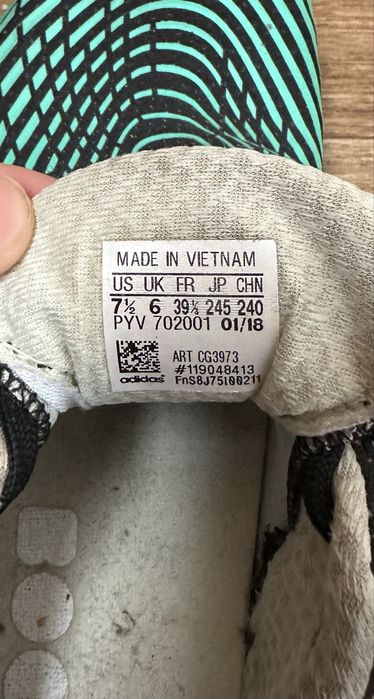 MADE IN VIETNAM
US UK FR JP CHN
7½ 6 39⅓ 245 240
PYV 702001 01/18
ART CG3973
#119048413
adidas FnS8J75I00211